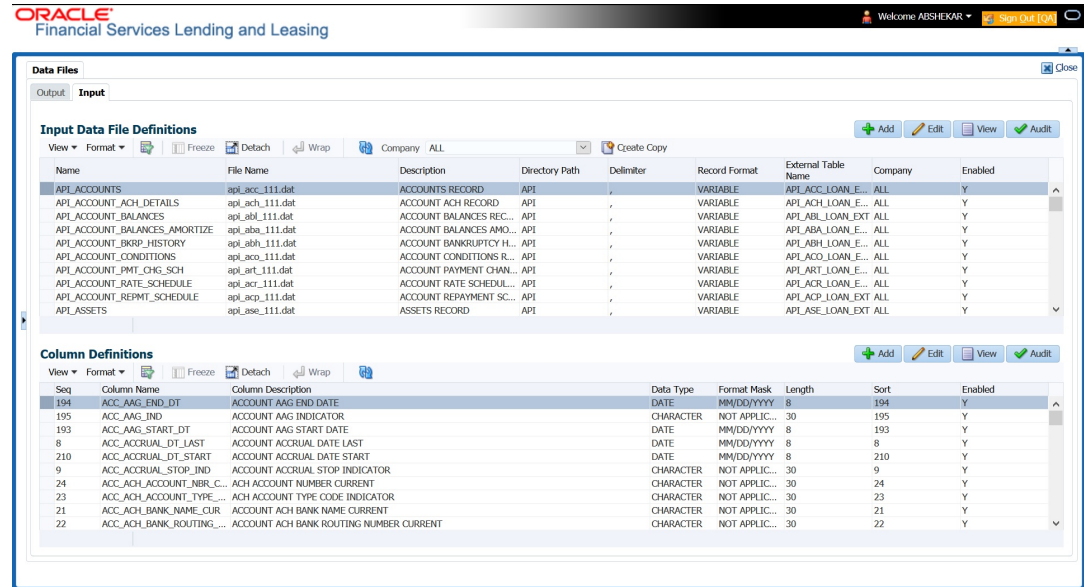 ORACLE
Financial Services Lending and Leasing
Welcome ABSHEKAR Sign Out [QA]
Data Files
Close
Output Input
Input Data File Definitions
Add Edit View Audit
View Format Freeze Detach Wrap Company ALL Create Copy
Name File Name Description Directory Path Delimiter Record Format External Table Name Company Enabled
API_ACCOUNTS api_acc_111.dat ACCOUNTS RECORD API , VARIABLE API_ACC_LOAN_E... ALL Y
API_ACCOUNT_ACH_DETAILS api_ach_111.dat ACCOUNT ACH RECORD API , VARIABLE API_ACH_LOAN_E... ALL Y
API_ACCOUNT_BALANCES api_abl_111.dat ACCOUNT BALANCES REC... API , VARIABLE API_ABL_LOAN_EXT ALL Y
API_ACCOUNT_BALANCES_AMORTIZE api_aba_111.dat ACCOUNT BALANCES AMO... API , VARIABLE API_ABA_LOAN_E... ALL Y
API_ACCOUNT_BKRP_HISTORY api_abh_111.dat ACCOUNT BANKRUPTCY H... API , VARIABLE API_ABH_LOAN_E... ALL Y
API_ACCOUNT_CONDITIONS api_aco_111.dat ACCOUNT CONDITIONS R... API , VARIABLE API_ACO_LOAN_E... ALL Y
API_ACCOUNT_PMT_CHG_SCH api_art_111.dat ACCOUNT PAYMENT CHAN... API , VARIABLE API_ART_LOAN_E... ALL Y
API_ACCOUNT_RATE_SCHEDULE api_acr_111.dat ACCOUNT RATE SCHEDUL... API , VARIABLE API_ACR_LOAN_E... ALL Y
API_ACCOUNT_REPMT_SCHEDULE api_acp_111.dat ACCOUNT REPAYMENT SC... API , VARIABLE API_ACP_LOAN_EXT ALL Y
API_ASSETS api_ase_111.dat ASSETS RECORD API , VARIABLE API_ASE_LOAN_EXT ALL Y
Column Definitions
Add Edit View Audit
View Format Freeze Detach Wrap
Seq Column Name Column Description Data Type Format Mask Length Sort Enabled
194 ACC_AAG_END_DT ACCOUNT AAG END DATE DATE MM/DD/YYYY 8 194 Y
195 ACC_AAG_IND ACCOUNT AAG INDICATOR CHARACTER NOT APPLIC... 30 195 Y
193 ACC_AAG_START_DT ACCOUNT AAG START DATE DATE MM/DD/YYYY 8 193 Y
8 ACC_ACCRUAL_DT_LAST ACCOUNT ACCRUAL DATE LAST DATE MM/DD/YYYY 8 8 Y
210 ACC_ACCRUAL_DT_START ACCOUNT ACCRUAL DATE START DATE MM/DD/YYYY 8 210 Y
9 ACC_ACCRUAL_STOP_IND ACCOUNT ACCRUAL STOP INDICATOR CHARACTER NOT APPLIC... 30 9 Y
24 ACC_ACH_ACCOUNT_NBR_C... ACH ACCOUNT NUMBER CURRENT CHARACTER NOT APPLIC... 30 24 Y
23 ACC_ACH_ACCOUNT_TYPE_... ACH ACCOUNT TYPE CODE INDICATOR CHARACTER NOT APPLIC... 30 23 Y
21 ACC_ACH_BANK_NAME_CUR ACCOUNT ACH BANK NAME CURRENT CHARACTER NOT APPLIC... 30 21 Y
22 ACC_ACH_BANK_ROUTING_... ACCOUNT ACH BANK ROUTING NUMBER CURRENT CHARACTER NOT APPLIC... 30 22 Y